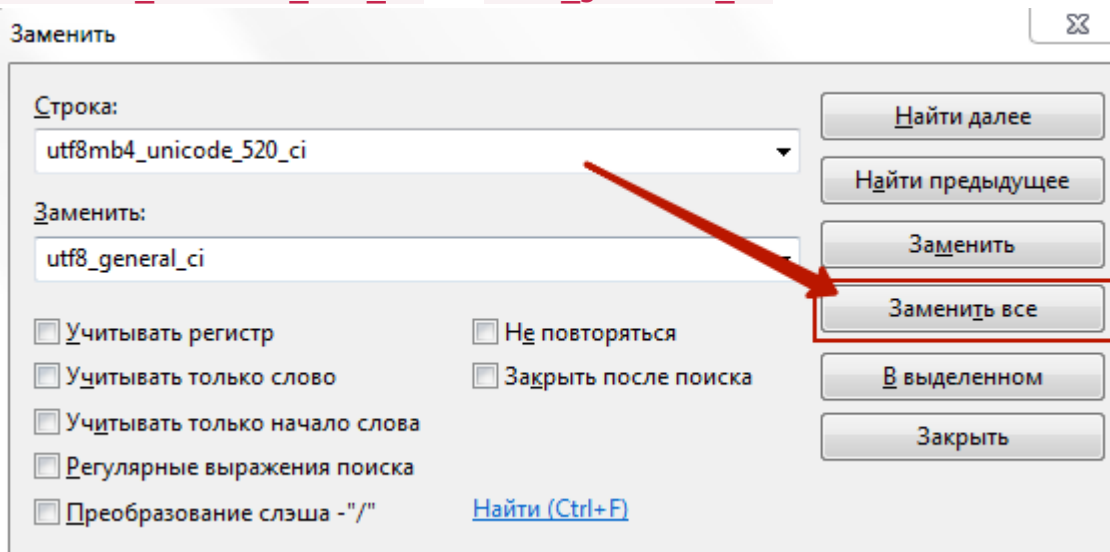 Заменить
Строка:
utf8mb4_unicode_520_ci
Заменить:
utf8_general_ci
Найти далее
Найти предыдущее
Заменить
Заменить все
В выделенном
Закрыть
Учитывать регистр
Учитывать только слово
Учитывать только начало слова
Регулярные выражения поиска
Преобразование слэша -"/"
Не повторяться
Закрыть после поиска
Найти (Ctrl+F)